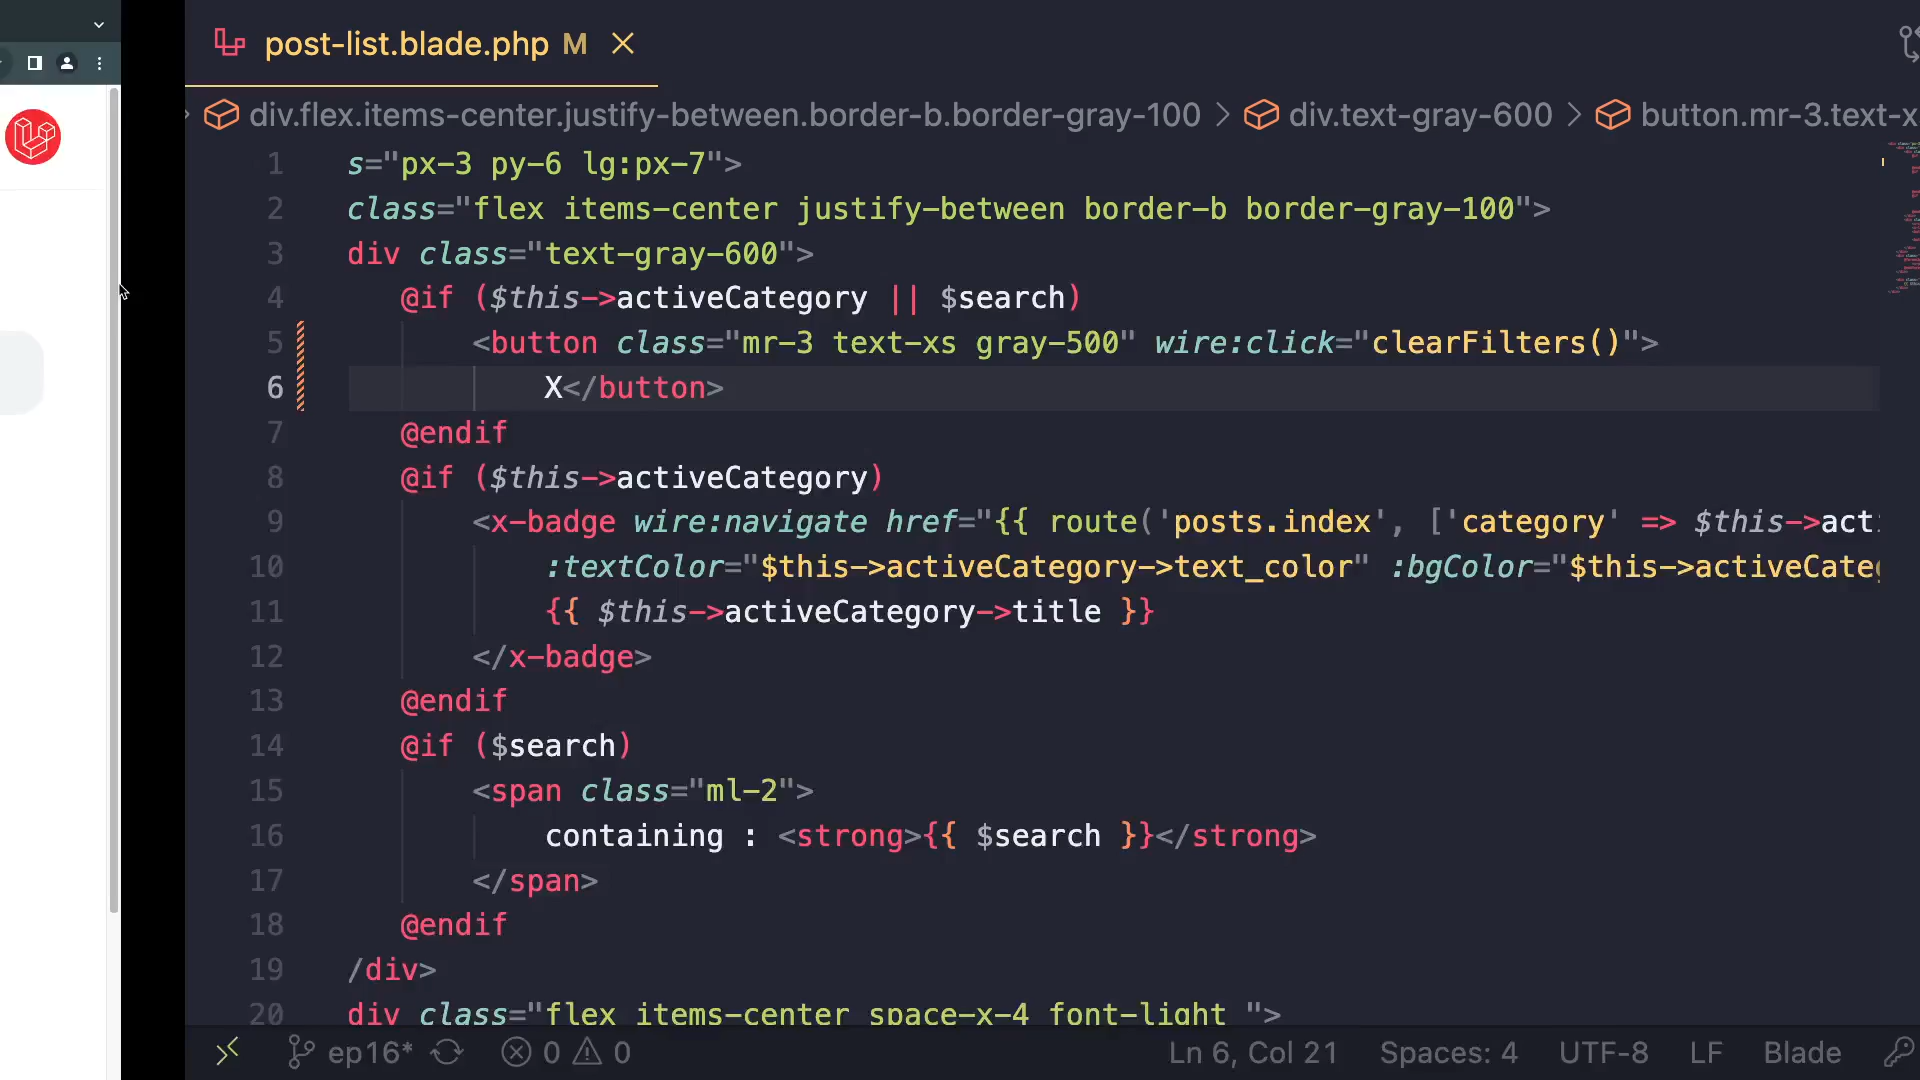 post-list.blade.php M
div.flex.items-center.justify-between.border-b.border-gray-100 > div.text-gray-600 > button.mr-3.text-x
1 s="px-3 py-6 lg:px-7">
2 class="flex items-center justify-between border-b border-gray-100">
3 div class="text-gray-600">
4 @if ($this->activeCategory || $search)
5 <button class="mr-3 text-xs gray-500" wire:click="clearFilters()">
6 X</button>
7 @endif
8 @if ($this->activeCategory)
9 <x-badge wire:navigate href="{{ route('posts.index', ['category' => $this->act
10 :textColor="$this->activeCategory->text_color" :bgColor="$this->activeCateg
11 {{ $this->activeCategory->title }}
12 </x-badge>
13 @endif
14 @if ($search)
15 <span class="ml-2">
16 containing : <strong>{{ $search }}</strong>
17 </span>
18 @endif
19 /div>
20 div class="flex items-center space-x-4 font-light ">
ep16* 0 0 Ln 6, Col 21 Spaces: 4 UTF-8 LF Blade